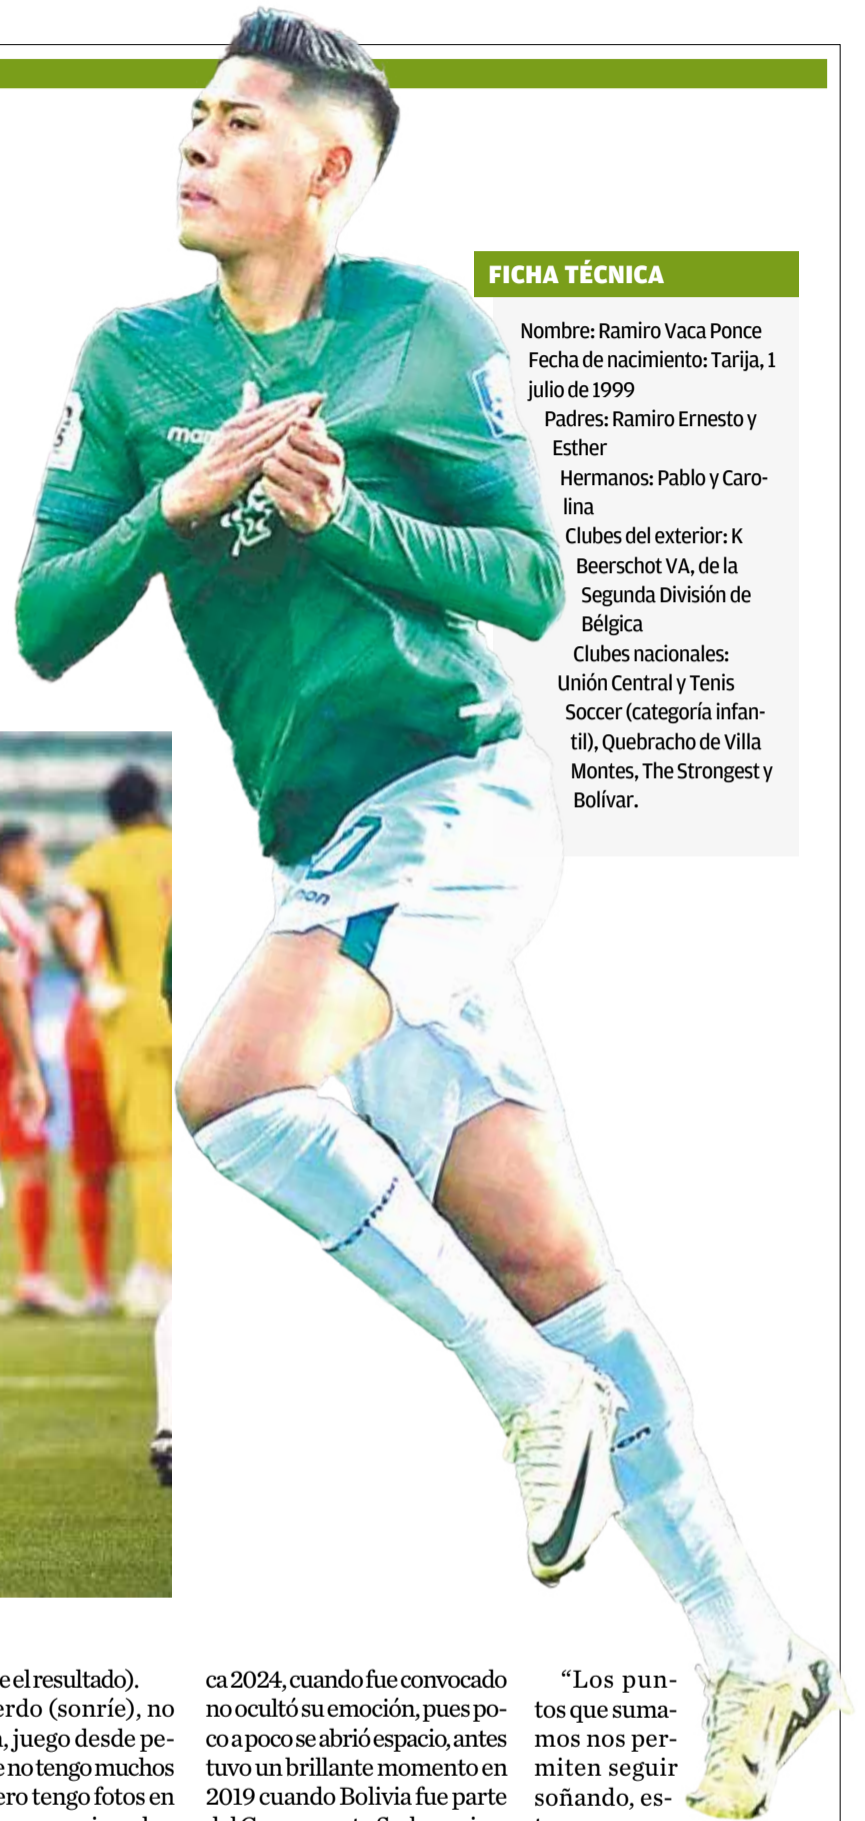 FICHA TÉCNICA
Nombre: Ramiro Vaca Ponce
Fecha de nacimiento: Tarija, 1
julio de 1999
Padres: Ramiro Ernesto y
Esther
Hermanos: Pablo y Caro-
lina
Clubes del exterior: K
Beerschot VA, de la
Segunda División de
Bélgica
Clubes nacionales:
Unión Central y Tenis
Soccer (categoría infan-
til), Quebracho de Villa
Montes, The Strongest y
Bolívar.
e el resultado).
erdo (sonríe), no
, juego desde pe-
e no tengo muchos
ero tengo fotos en
ca 2024, cuando fue convocado
no ocultó su emoción, pues po-
co a poco se abrió espacio, antes
tuvo un brillante momento en
2019 cuando Bolivia fue parte
“Los pun-
tos que suma-
mos nos per-
miten seguir
soñando, es-